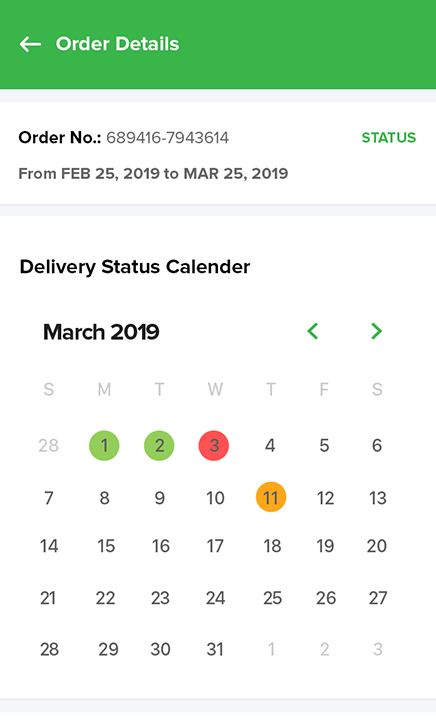 Order Details
Order No.: 689416-7943614 STATUS
From FEB 25, 2019 to MAR 25, 2019
Delivery Status Calender
March 2019
S M T W T F S
28 1 2 3 4 5 6
7 8 9 10 11 12 13
14 15 16 17 18 19 20
21 22 23 24 25 26 27
28 29 30 31 1 2 3